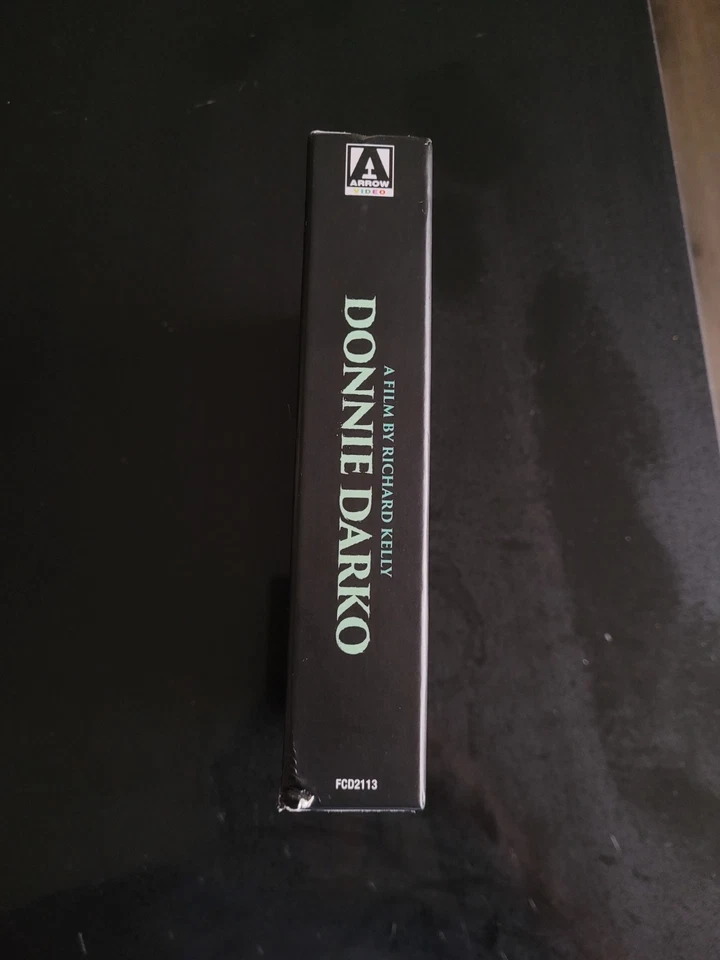 ARROW
VIDEO
A FILM BY RICHARD KELLY
DONNIE DARKO
FCD2113